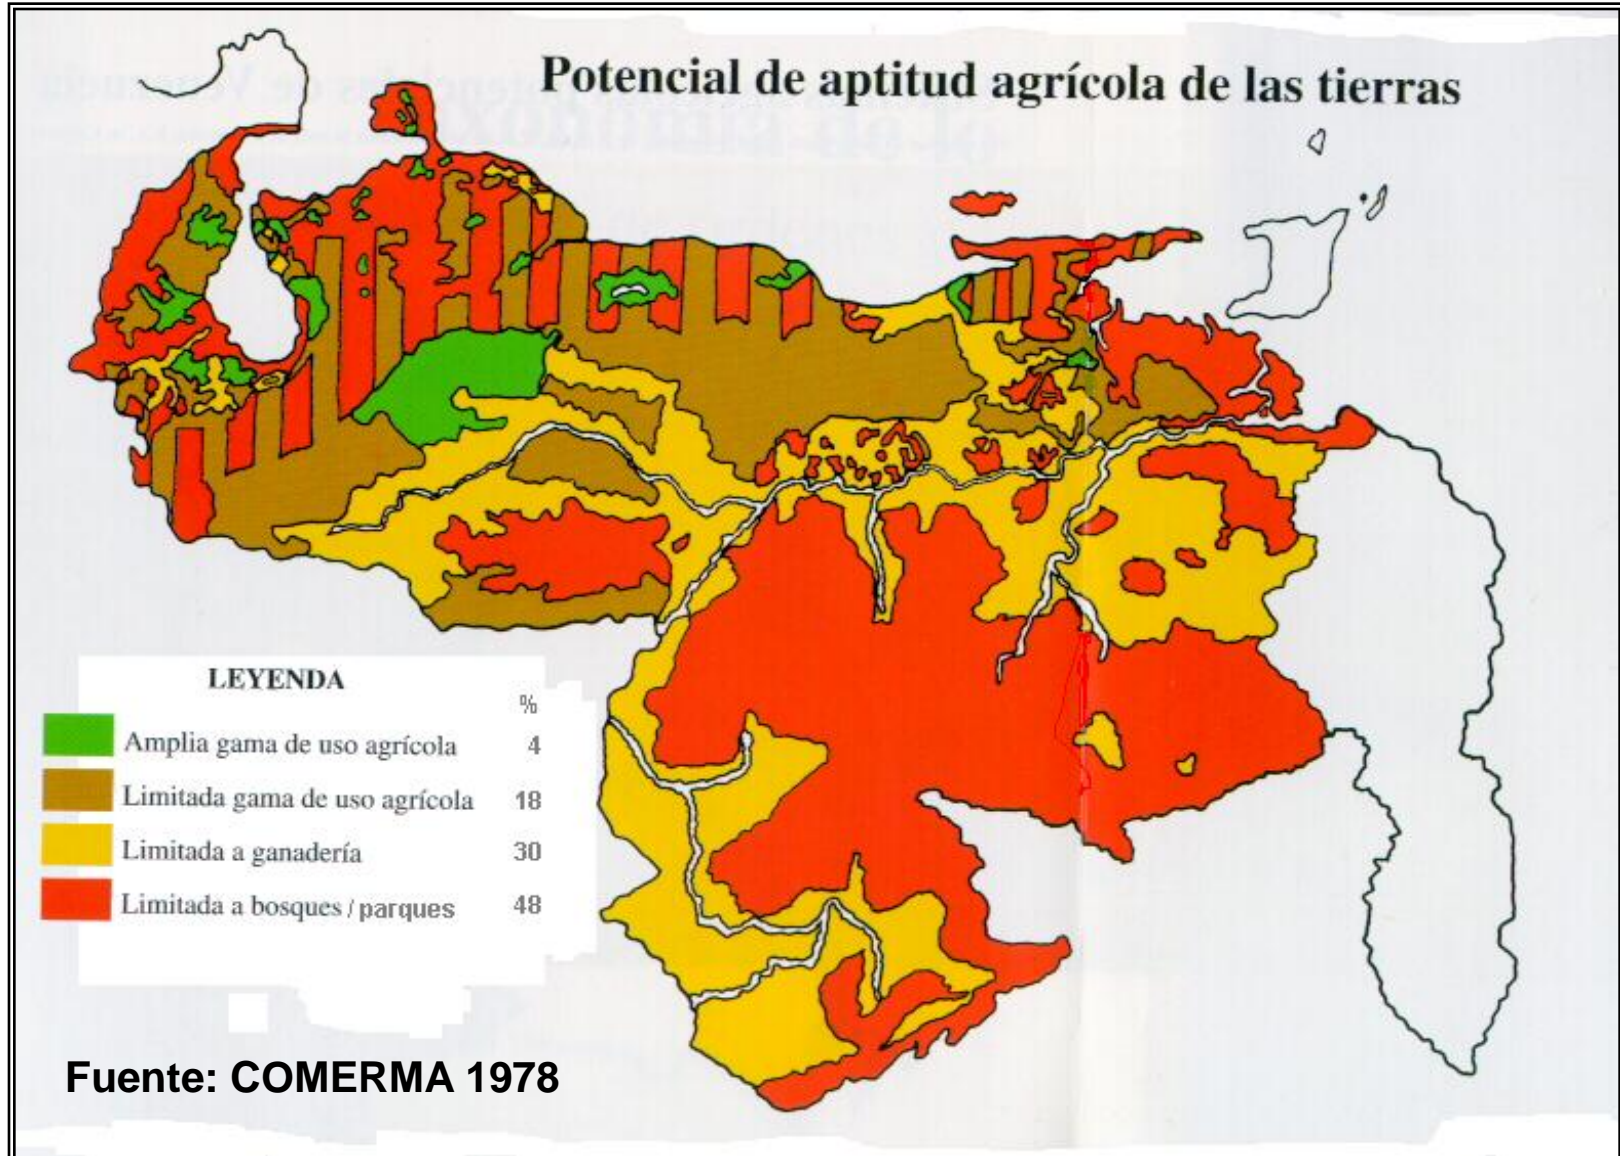 Potencial de aptitud agrícola de las tierras
LEYENDA
%
Amplia gama de uso agrícola 4
Limitada gama de uso agrícola 18
Limitada a ganadería 30
Limitada a bosques / parques 48
Fuente: COMERMA 1978